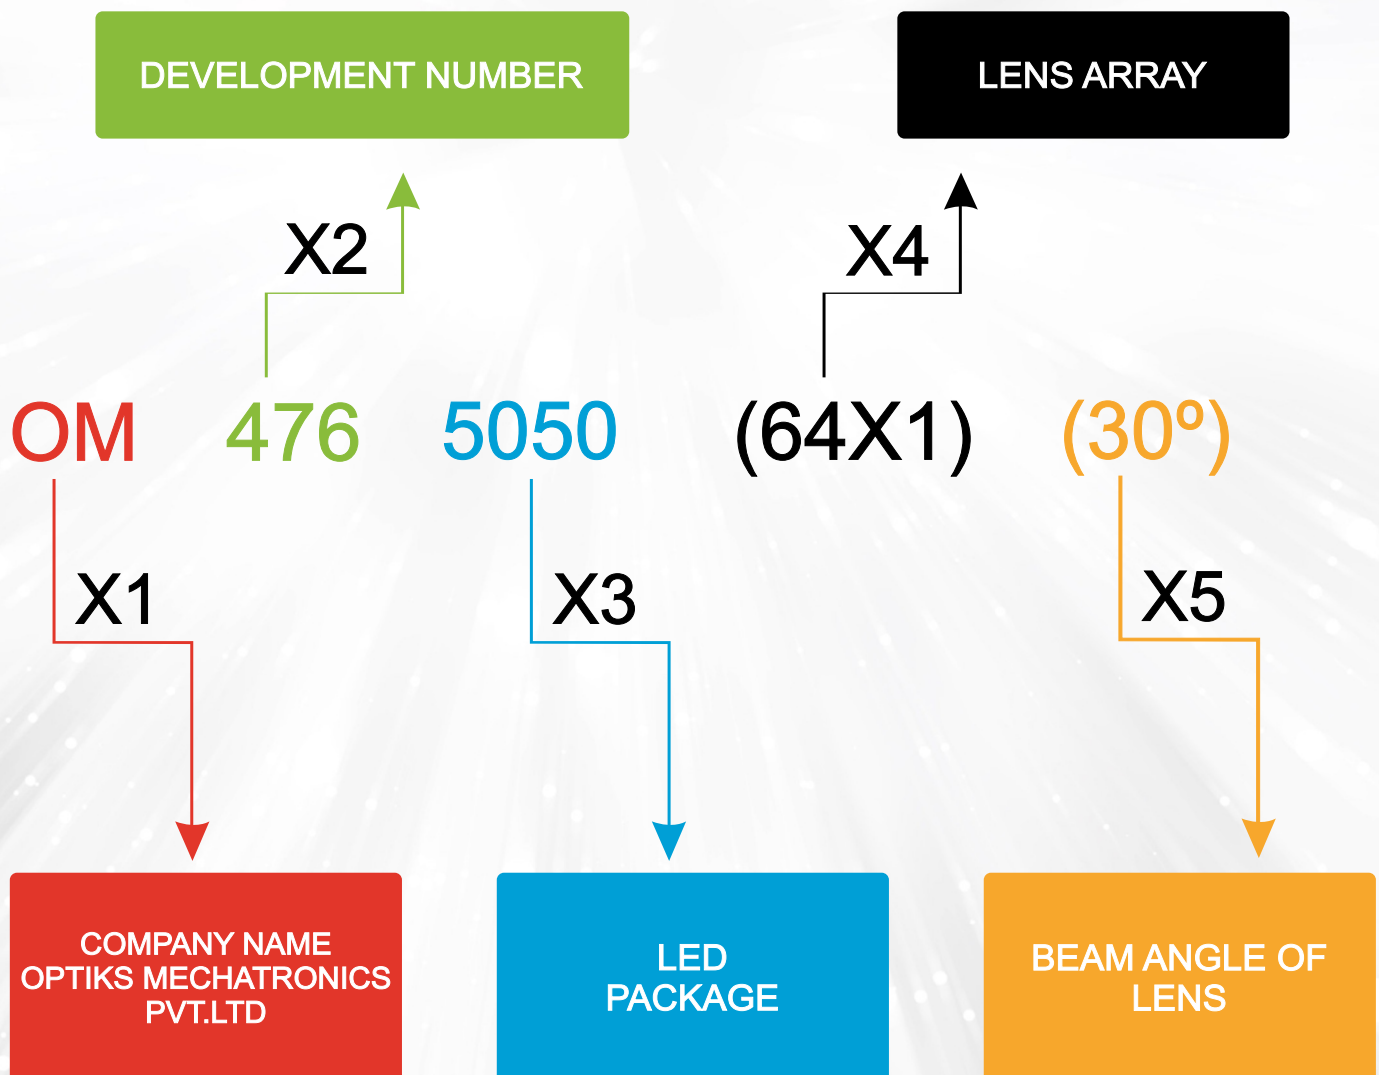 DEVELOPMENT NUMBER
LENS ARRAY
X2
X4
OM 476 5050 (64X1) (30º)
X1
X3
X5
COMPANY NAME
OPTIKS MECHATRONICS
PVT.LTD
LED
PACKAGE
BEAM ANGLE OF
LENS